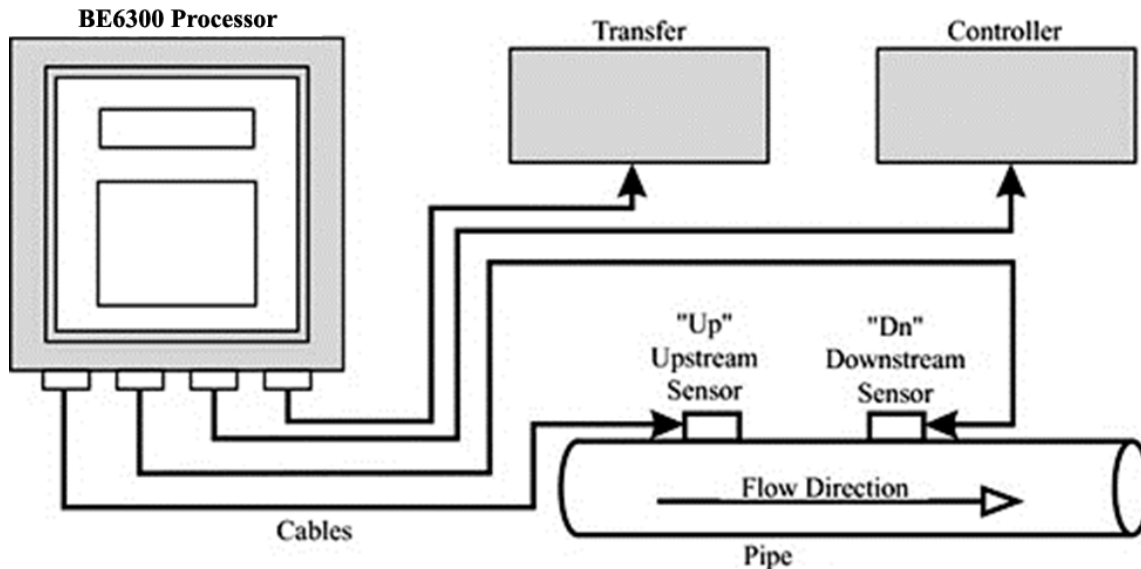 BE6300 Processor
Transfer
Controller
"Up"
Upstream
Sensor
"Dn"
Downstream
Sensor
Flow Direction
Cables
Pipe